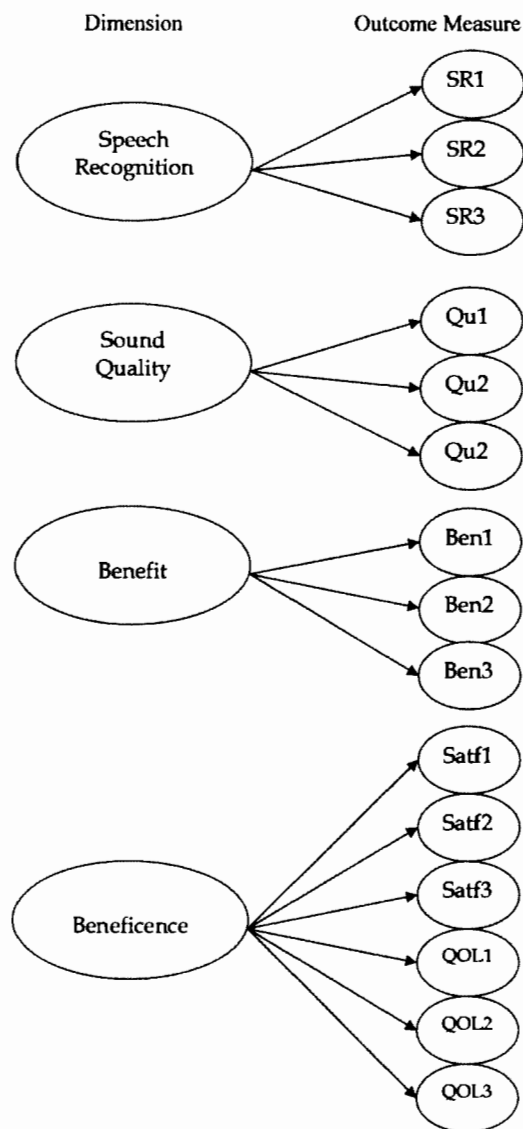 Dimension Outcome Measure
SR1
Speech
Recognition
SR2
SR3
Qu1
Sound
Quality
Qu2
Qu2
Ben1
Benefit
Ben2
Ben3
Satf1
Satf2
Satf3
Beneficence
QOL1
QOL2
QOL3